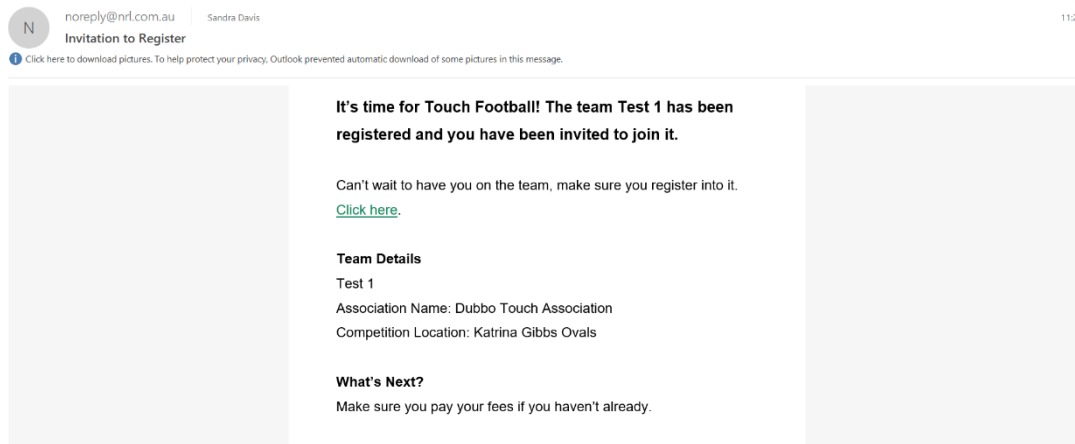 N
noreply@nrl.com.au Sandra Davis
Invitation to Register
Click here to download pictures. To help protect your privacy, Outlook prevented automatic download of some pictures in this message.
It's time for Touch Football! The team Test 1 has been
registered and you have been invited to join it.
Can't wait to have you on the team, make sure you register into it.
Click here.
Team Details
Test 1
Association Name: Dubbo Touch Association
Competition Location: Katrina Gibbs Ovals
What's Next?
Make sure you pay your fees if you haven't already.